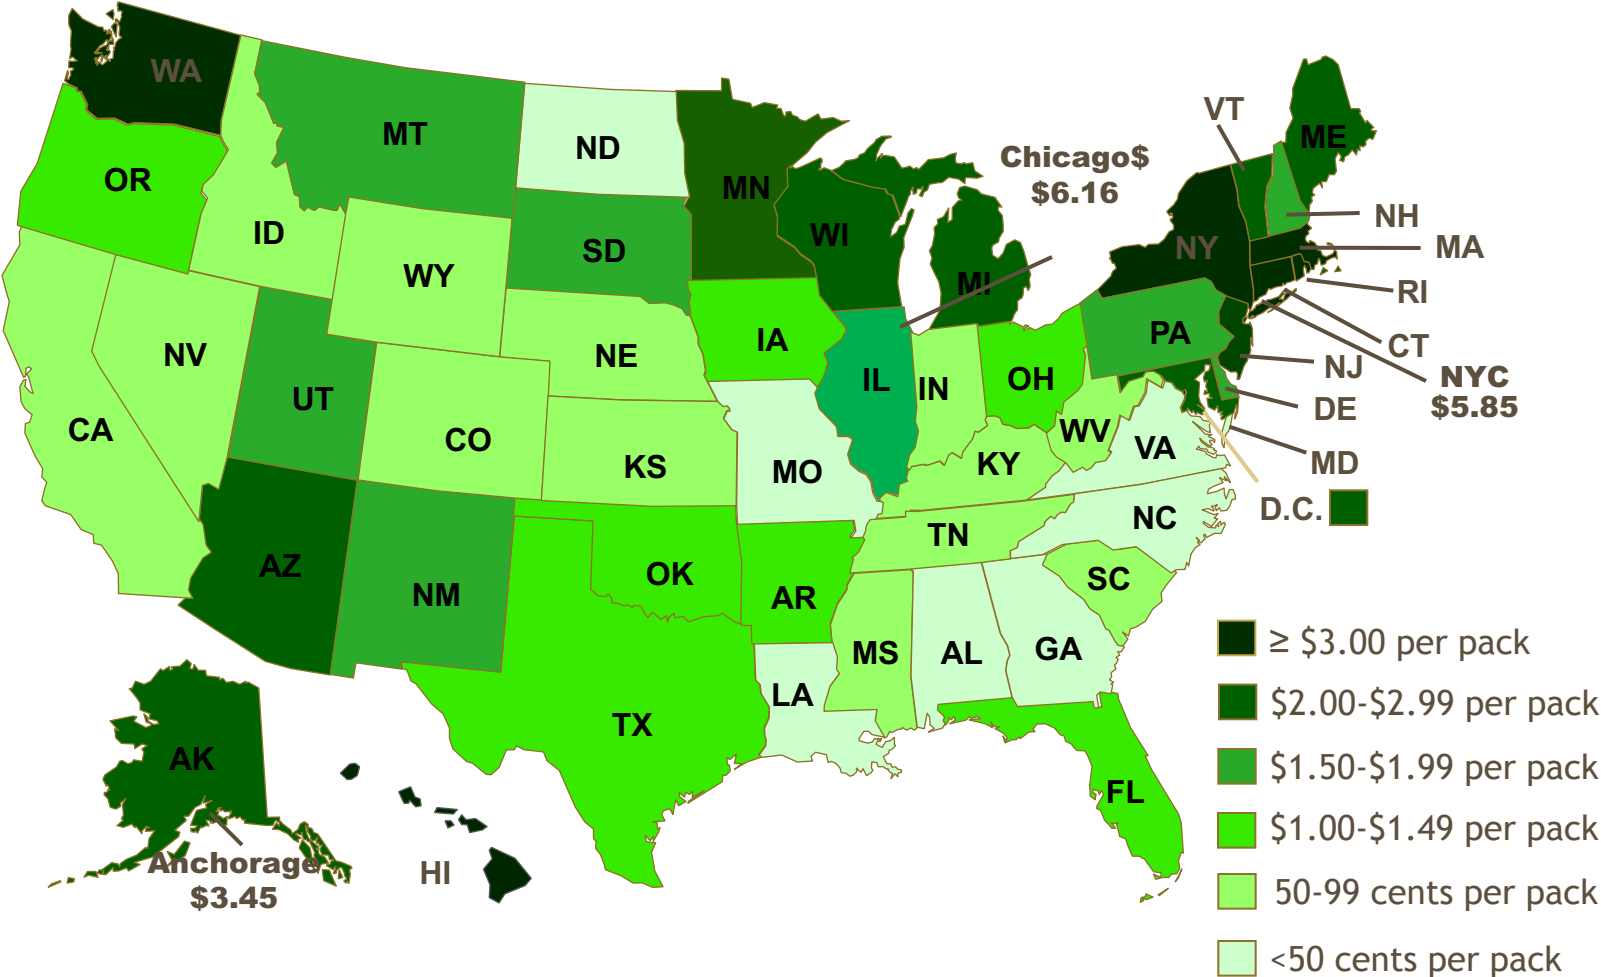 WA
VT
ME
MT
ND
Chicago$
$6.16
OR
MN
NH
ID
WI
NY
MA
SD
WY
MI
RI
PA
CT
IA
NV
NE
NJ
NYC
$5.85
IL
OH
IN
UT
DE
CA
CO
WV
VA
KS
MO
KY
MD
D.C.
NC
TN
AZ
OK
SC
NM
AR
≥ $3.00 per pack
MS
AL
GA
LA
$2.00-$2.99 per pack
TX
AK
$1.50-$1.99 per pack
FL
$1.00-$1.49 per pack
Anchorage
$3.45
HI
50-99 cents per pack
<50 cents per pack